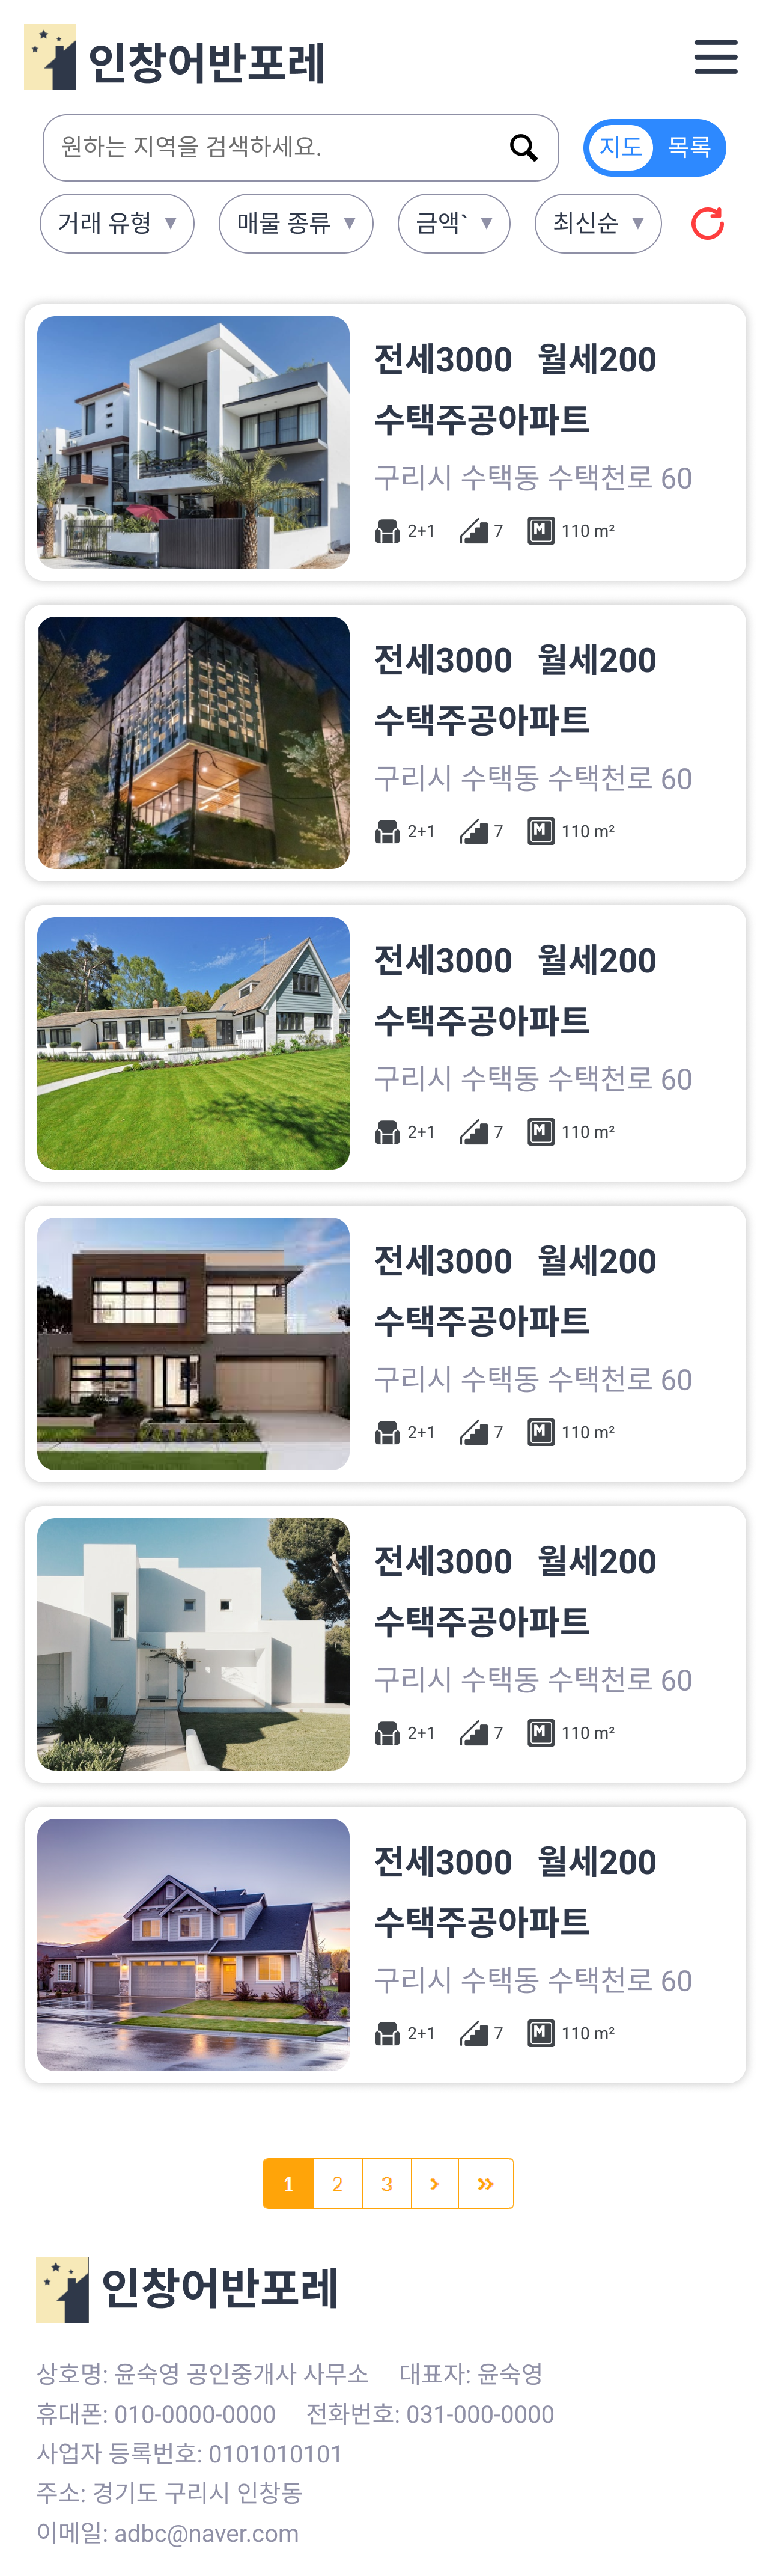 인창어반포레
원하는 지역을 검색하세요.
지도 목록
거래 유형 ▼ 매물 종류 ▼ 금액` ▼ 최신순 ▼
전세3000 월세200
수택주공아파트
구리시 수택동 수택천로 60
2+1 7 M 110 m²
전세3000 월세200
수택주공아파트
구리시 수택동 수택천로 60
2+1 7 M 110 m²
전세3000 월세200
수택주공아파트
구리시 수택동 수택천로 60
2+1 7 M 110 m²
전세3000 월세200
수택주공아파트
구리시 수택동 수택천로 60
2+1 7 M 110 m²
전세3000 월세200
수택주공아파트
구리시 수택동 수택천로 60
2+1 7 M 110 m²
전세3000 월세200
수택주공아파트
구리시 수택동 수택천로 60
2+1 7 M 110 m²
1 2 3 › »
인창어반포레
상호명: 윤숙영 공인중개사 사무소 대표자: 윤숙영
휴대폰: 010-0000-0000 전화번호: 031-000-0000
사업자 등록번호: 0101010101
주소: 경기도 구리시 인창동
이메일: adbc@naver.com